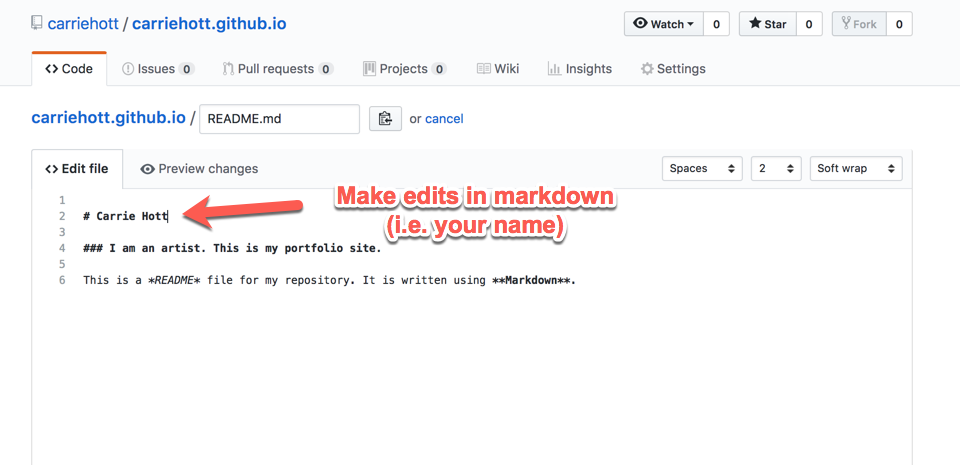 carriehott / carriehott.github.io
Watch 0 Star 0 Fork 0
Code Issues 0 Pull requests 0 Projects 0 Wiki Insights Settings
carriehott.github.io / README.md or cancel
Edit file Preview changes Spaces 2 Soft wrap
1
2 # Carrie Hott
3
4 ### I am an artist. This is my portfolio site.
5
6 This is a *README* file for my repository. It is written using **Markdown**.
Make edits in markdown
(i.e. your name)